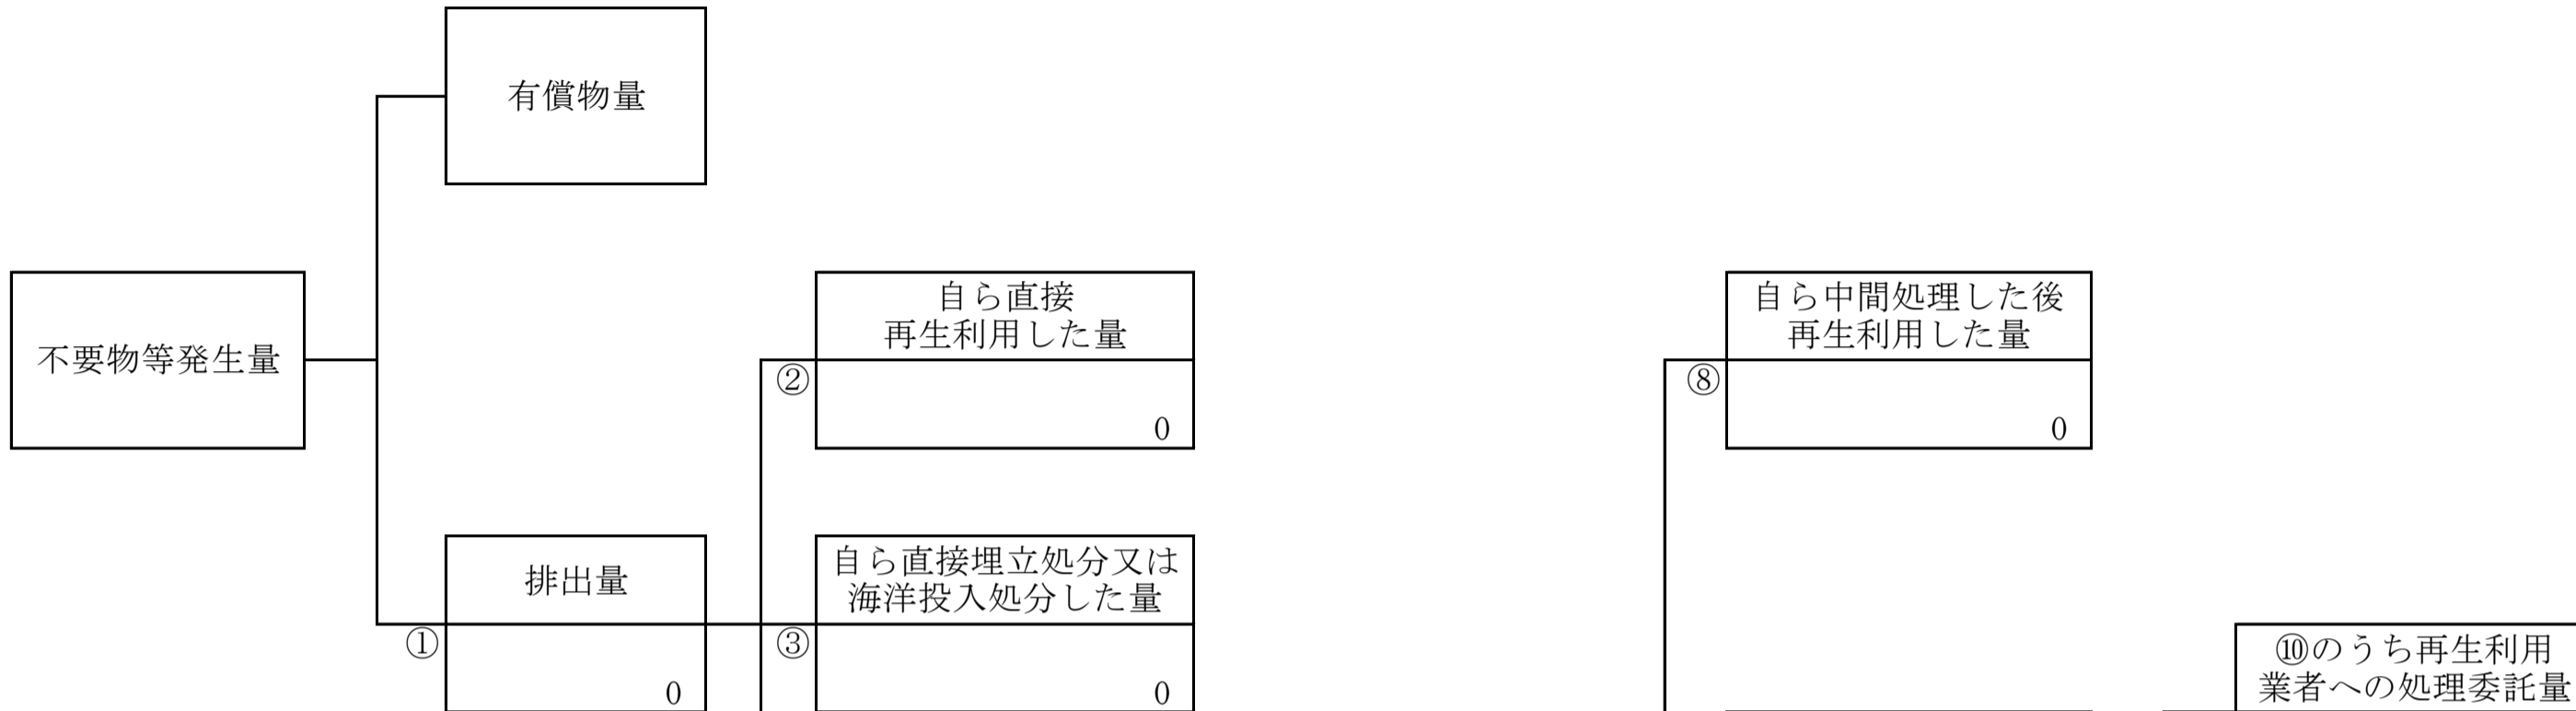 有償物量
不要物等発生量
自ら直接
再生利用した量
②
0
自ら中間処理した後
再生利用した量
⑧
0
排出量
①
0
自ら直接埋立処分又は
海洋投入処分した量
③
0
⑩のうち再生利用
業者への処理委託量